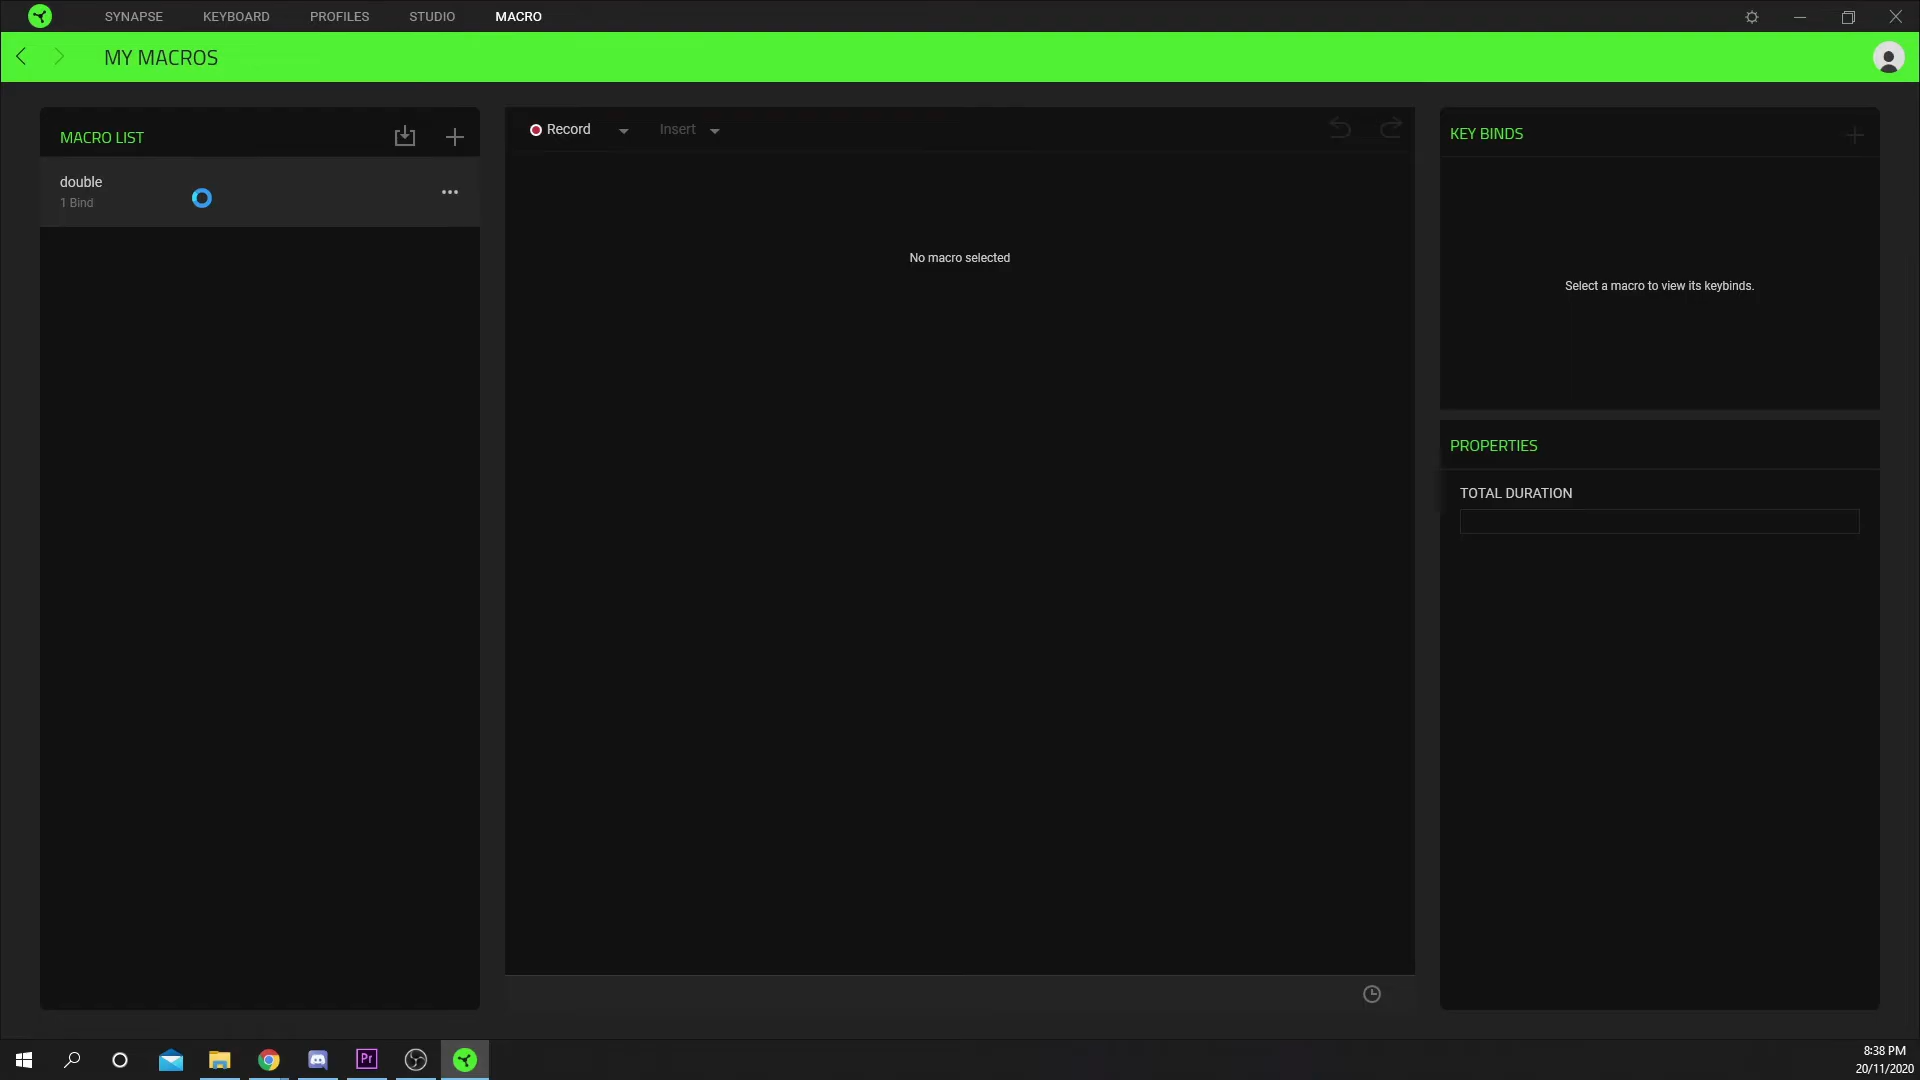 SYNAPSE KEYBOARD PROFILES STUDIO MACRO
MY MACROS
MACRO LIST
double
1 Bind
Record Insert
No macro selected
KEY BINDS
Select a macro to view its keybinds.
PROPERTIES
TOTAL DURATION
Pr
8:38 PM
20/11/2020